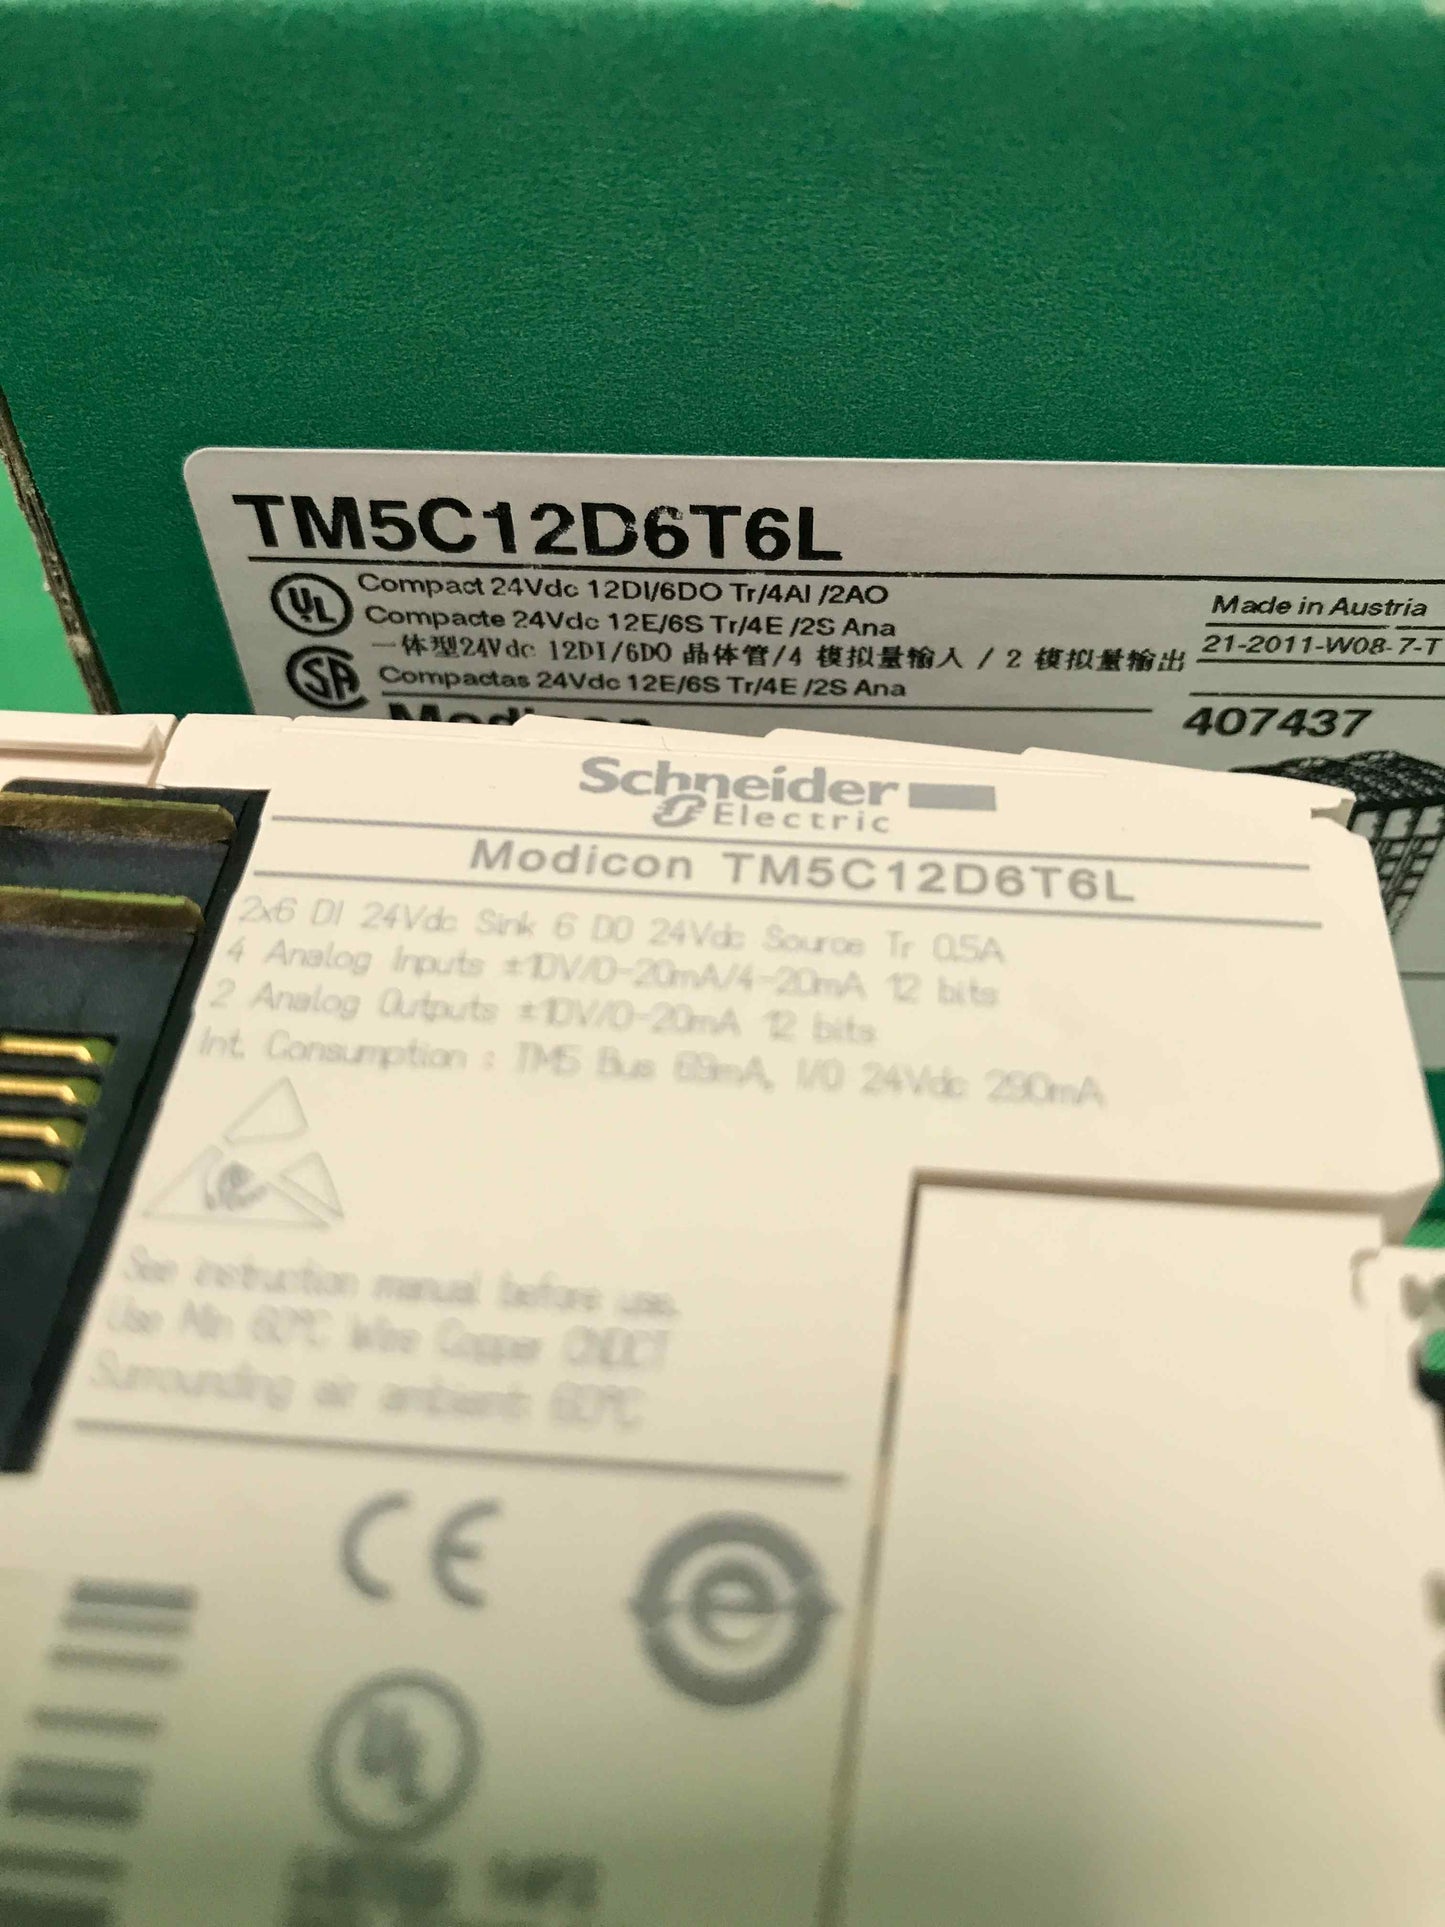 TM5C12D6T6L
UL
Compact 24Vdc 12DI/6DO Tr/4AI /2AO
Compacte 24Vdc 12E/6S Tr/4E /2S Ana
一体型24Vdc 12DI/6DO 晶体管/4 模拟量输入 / 2 模拟量输出
SA
Compactas 24Vdc 12E/6S Tr/4E /2S Ana
Modicon
Made in Austria
21-2011-W08-7-T
407437
Schneider
Electric
Modicon TM5C12D6T6L
2x6 DI 24Vdc Sink 6 DO 24Vdc Source Tr 0.5A
4 Analog Inputs ±10V/0-20mA/4-20mA 12 bits
2 Analog Outputs ±10V/0-20mA 12 bits
Int. Consumption : TM5 Bus 69mA, I/O 24Vdc 290mA
See instruction manual before use.
Use Min 60°C Wire Copper CNDCT
Surrounding air ambient 60°C
CE
e
UL